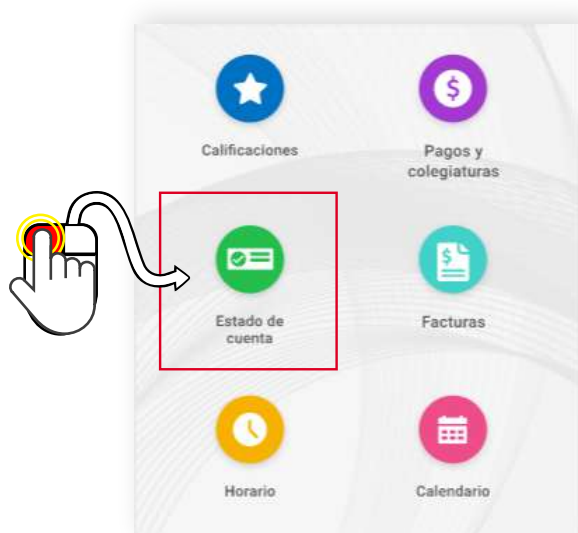 Calificaciones
Pagos y
colegiaturas
Estado de
cuenta
Facturas
Horario
Calendario